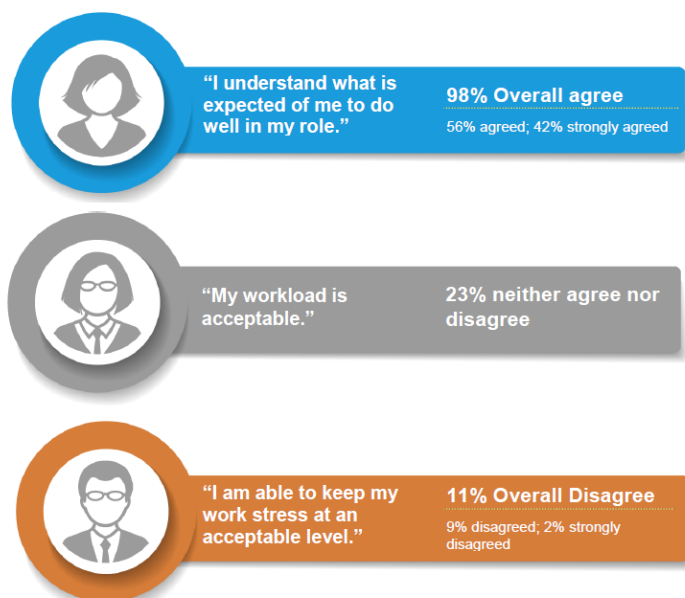 “I understand what is
expected of me to do
well in my role.”
98% Overall agree
56% agreed; 42% strongly agreed
“My workload is
acceptable.”
23% neither agree nor
disagree
“I am able to keep my
work stress at an
acceptable level.”
11% Overall Disagree
9% disagreed; 2% strongly
disagreed